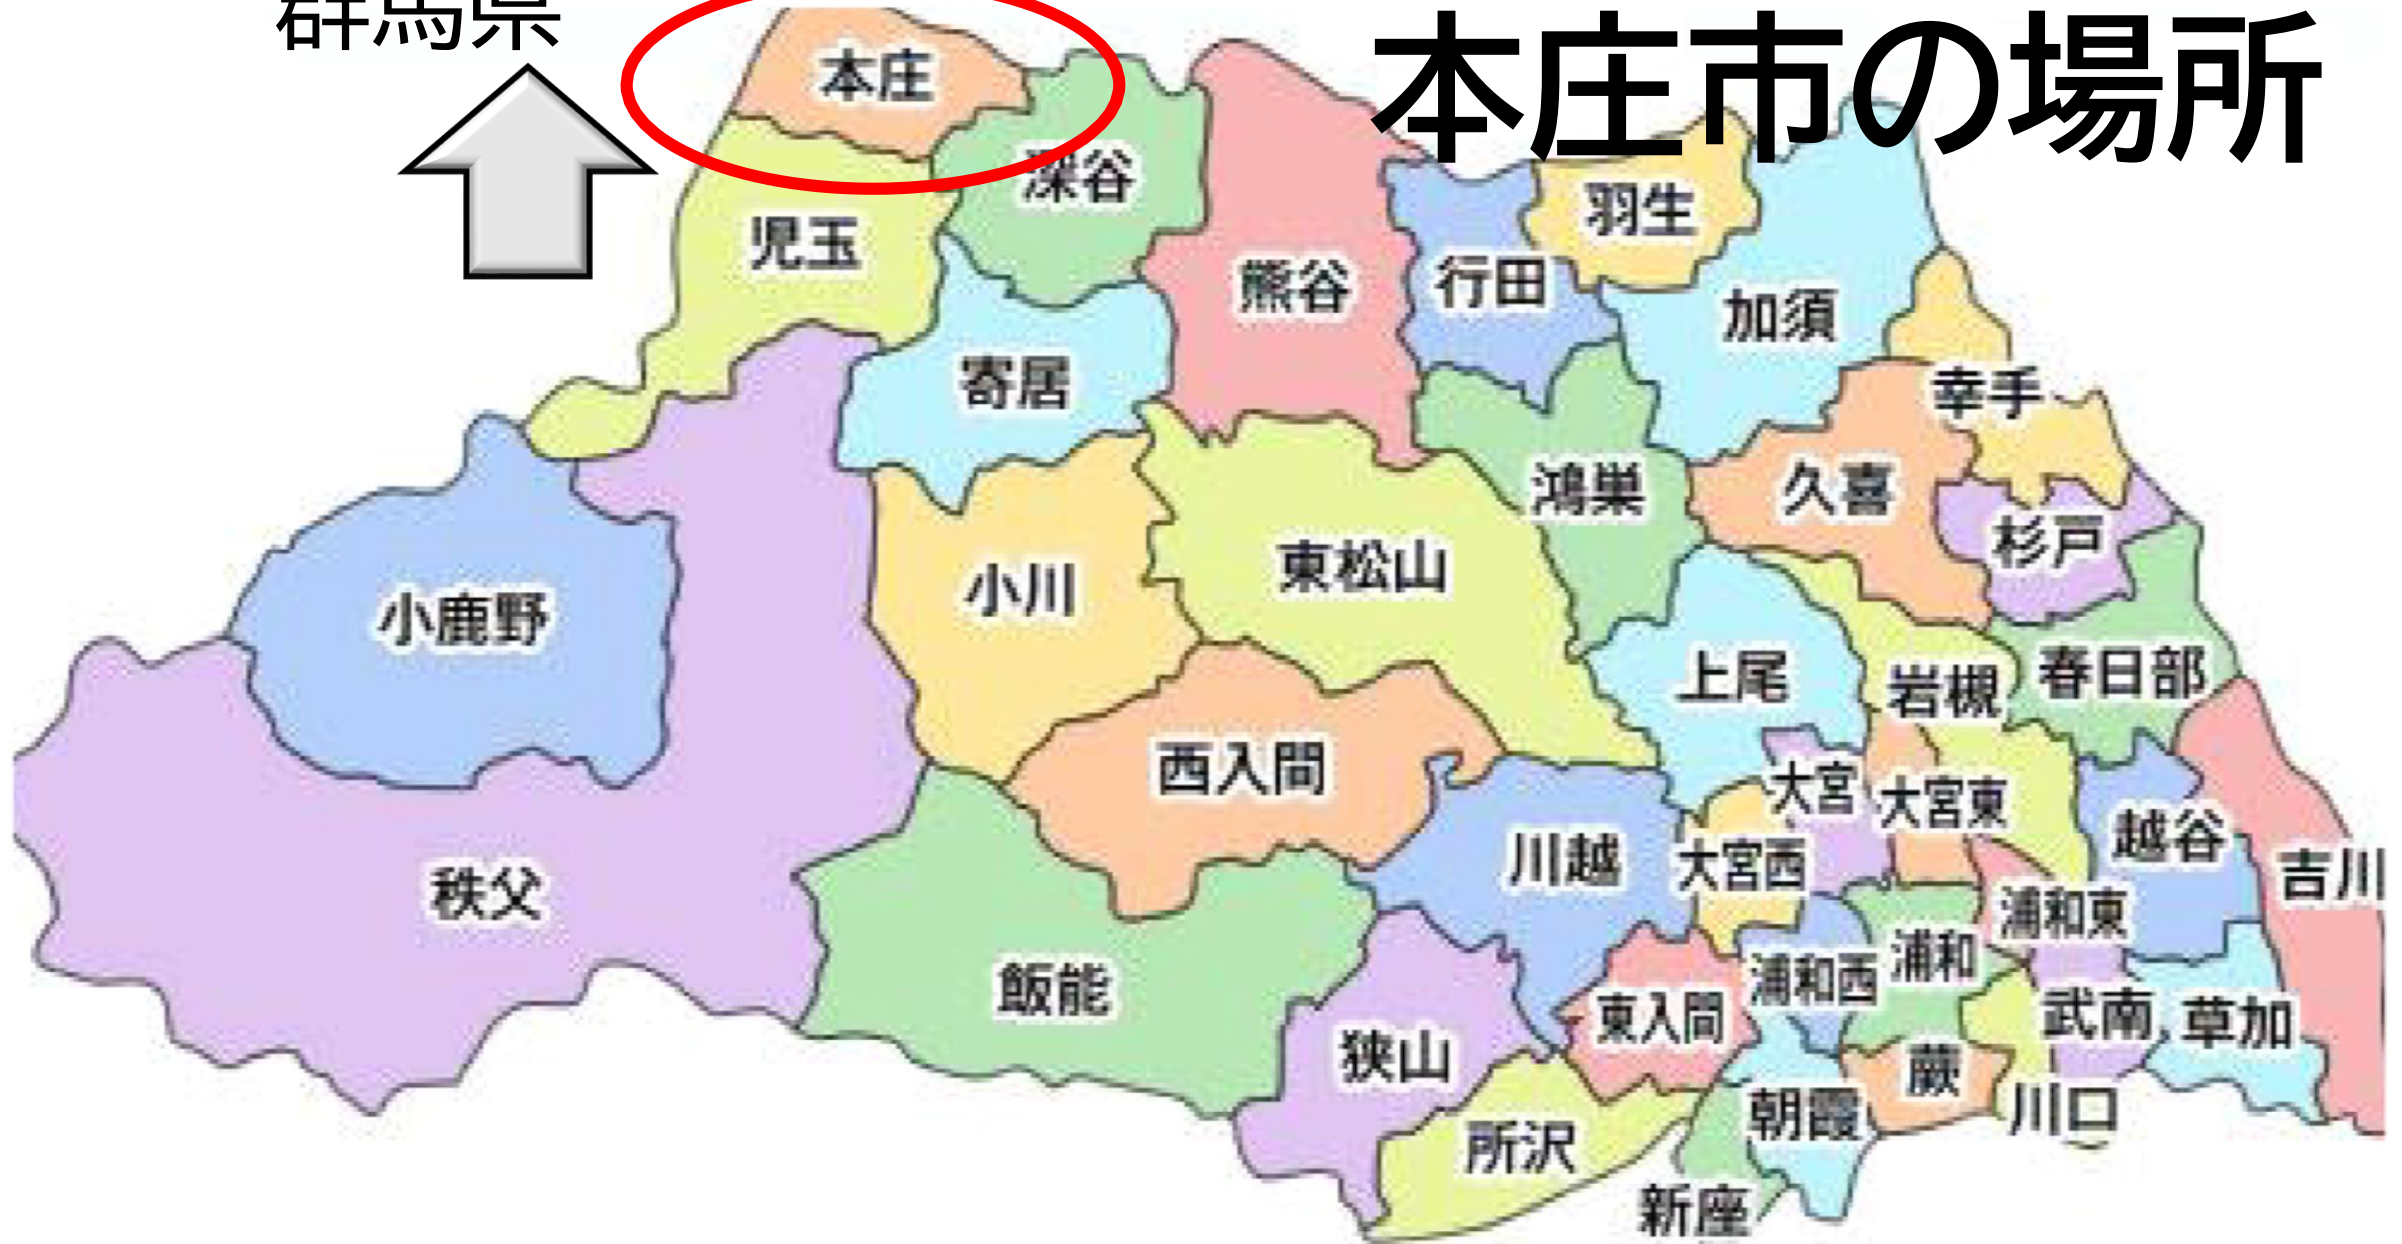 群馬県
本庄市の場所
本庄
深谷
児玉
羽生
熊谷
行田
加須
寄居
幸手
鴻巣
久喜
杉戸
小鹿野
小川
東松山
上尾
岩槻
春日部
西入間
大宮
大宮東
越谷
川越
大宮西
吉川
秩父
浦和東
浦和
浦和西
飯能
東入間
武南
草加
狭山
蕨
朝霞
川口
所沢
新座